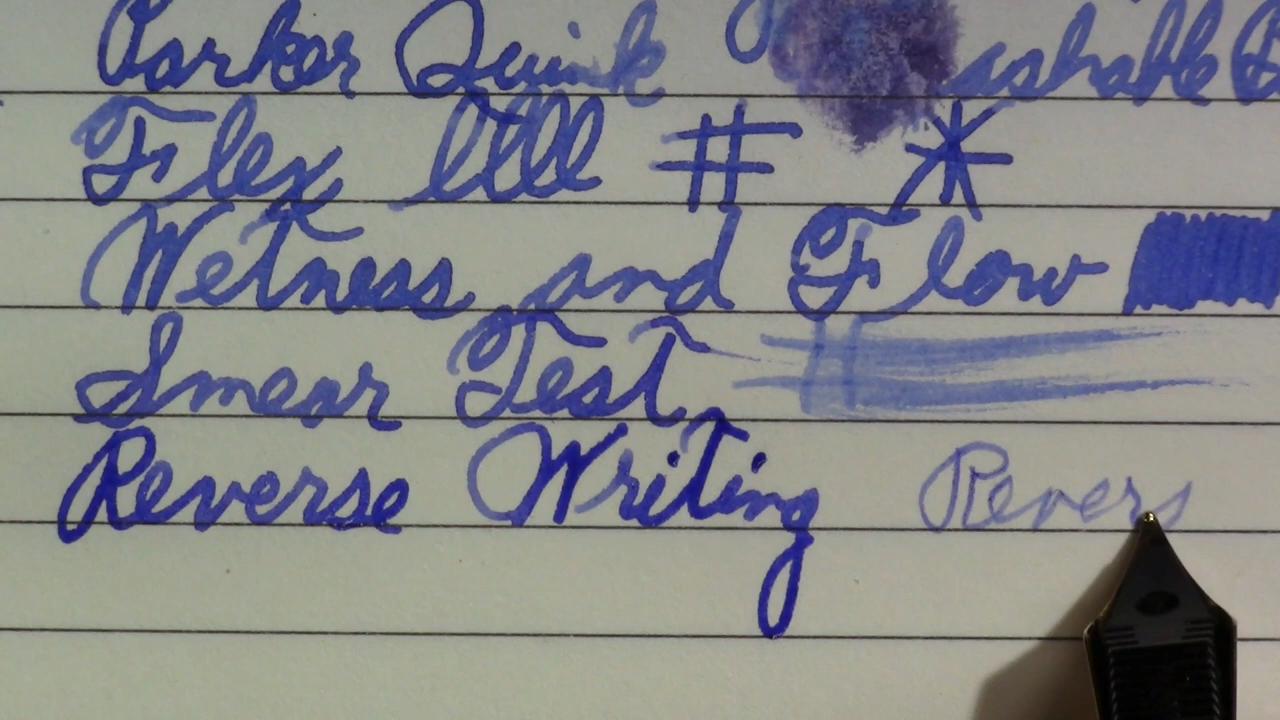 Parker Quink ashable B
Flex llll # *
Wetness and Flow
Smear Test
Reverse Writing Revers